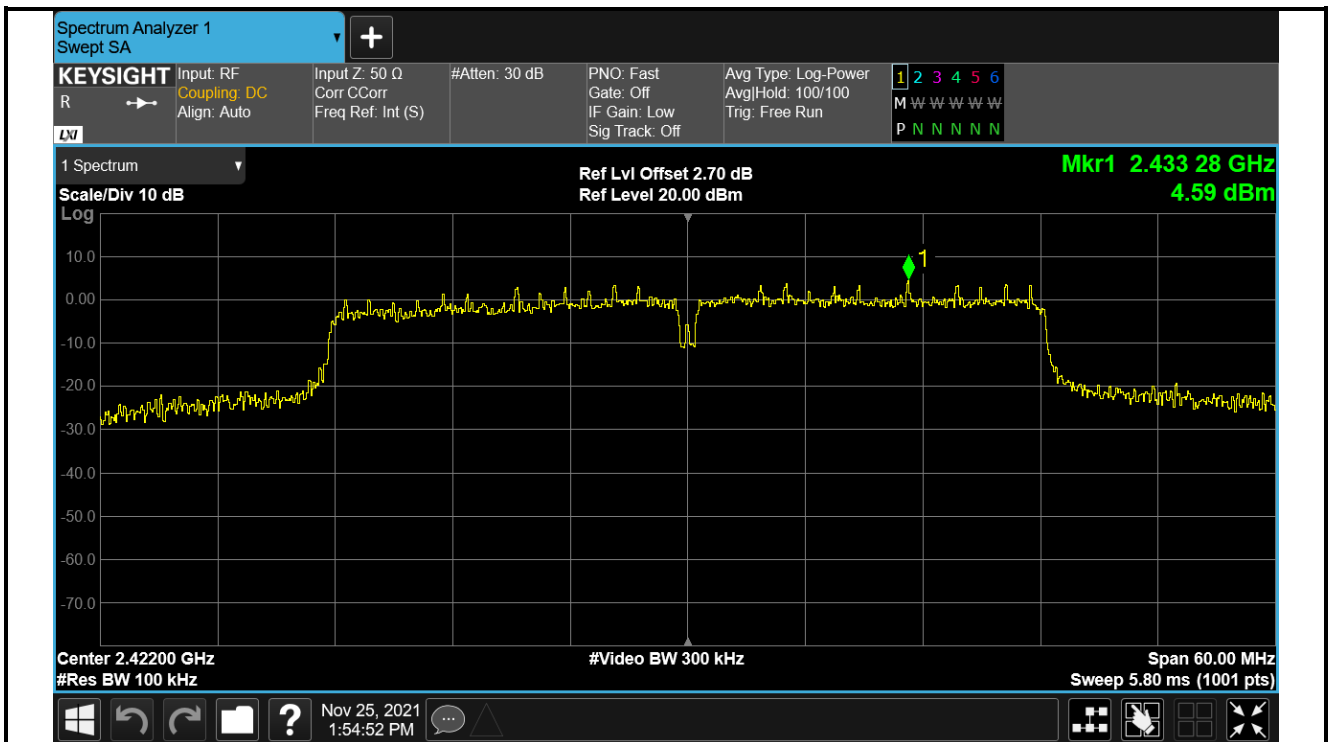 Spectrum Analyzer 1
Swept SA
KEYSIGHT
R
LXI
Input: RF
Coupling: DC
Align: Auto
Input Z: 50 Ω
Corr CCorr
Freq Ref: Int (S)
#Atten: 30 dB
PNO: Fast
Gate: Off
IF Gain: Low
Sig Track: Off
Avg Type: Log-Power
Avg|Hold: 100/100
Trig: Free Run
1 2 3 4 5 6
M W W W W W
P N N N N N
1 Spectrum
Scale/Div 10 dB
Ref Lvl Offset 2.70 dB
Ref Level 20.00 dBm
Mkr1 2.433 28 GHz
4.59 dBm
Log
10.0
0.00
-10.0
-20.0
-30.0
-40.0
-50.0
-60.0
-70.0
1
Center 2.42200 GHz
#Res BW 100 kHz
#Video BW 300 kHz
Span 60.00 MHz
Sweep 5.80 ms (1001 pts)
?
Nov 25, 2021
1:54:52 PM